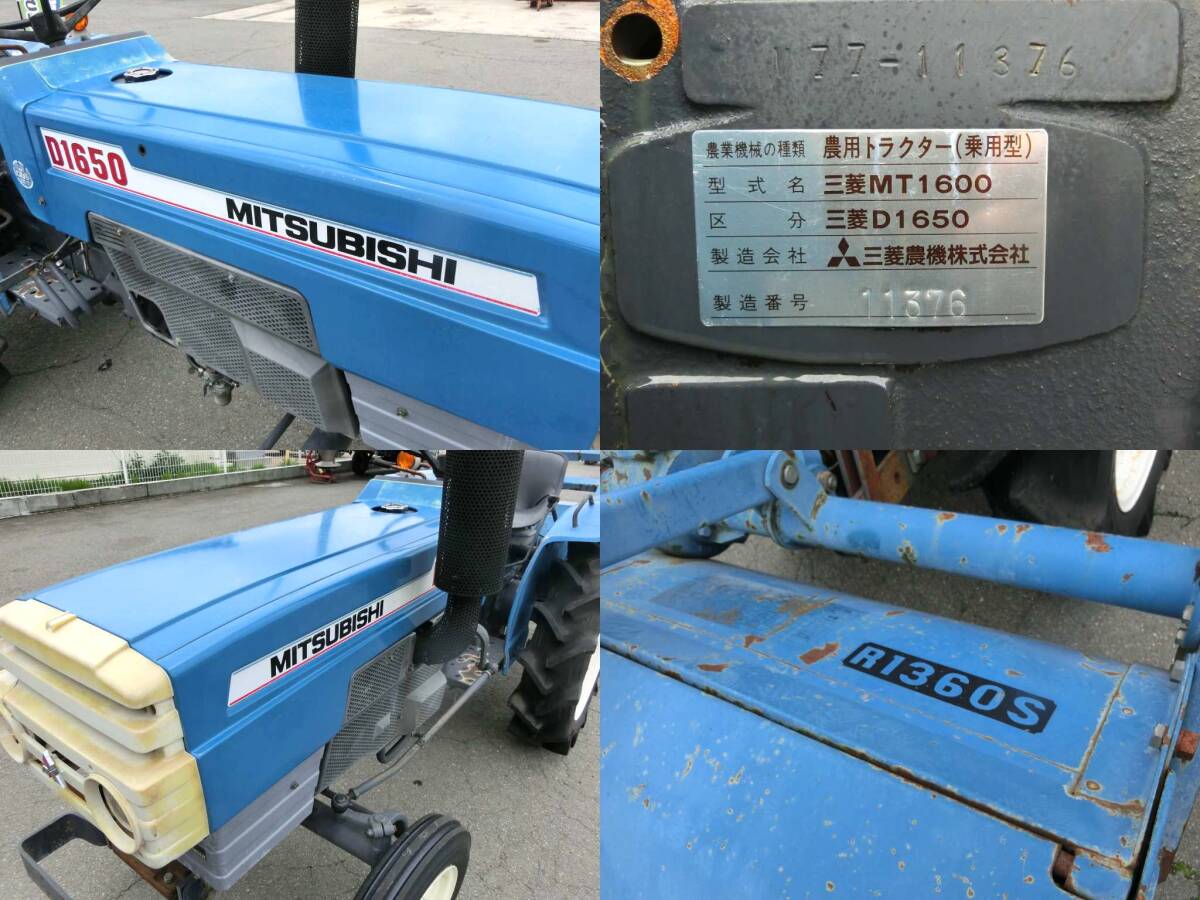 D1650
MITSUBISHI
177-11376
農業機械の種類 農用トラクター(乗用型)
型式名 三菱MT1600
区分 三菱D1650
製造会社 三菱農機株式会社
製造番号 11376
MITSUBISHI
R1360S